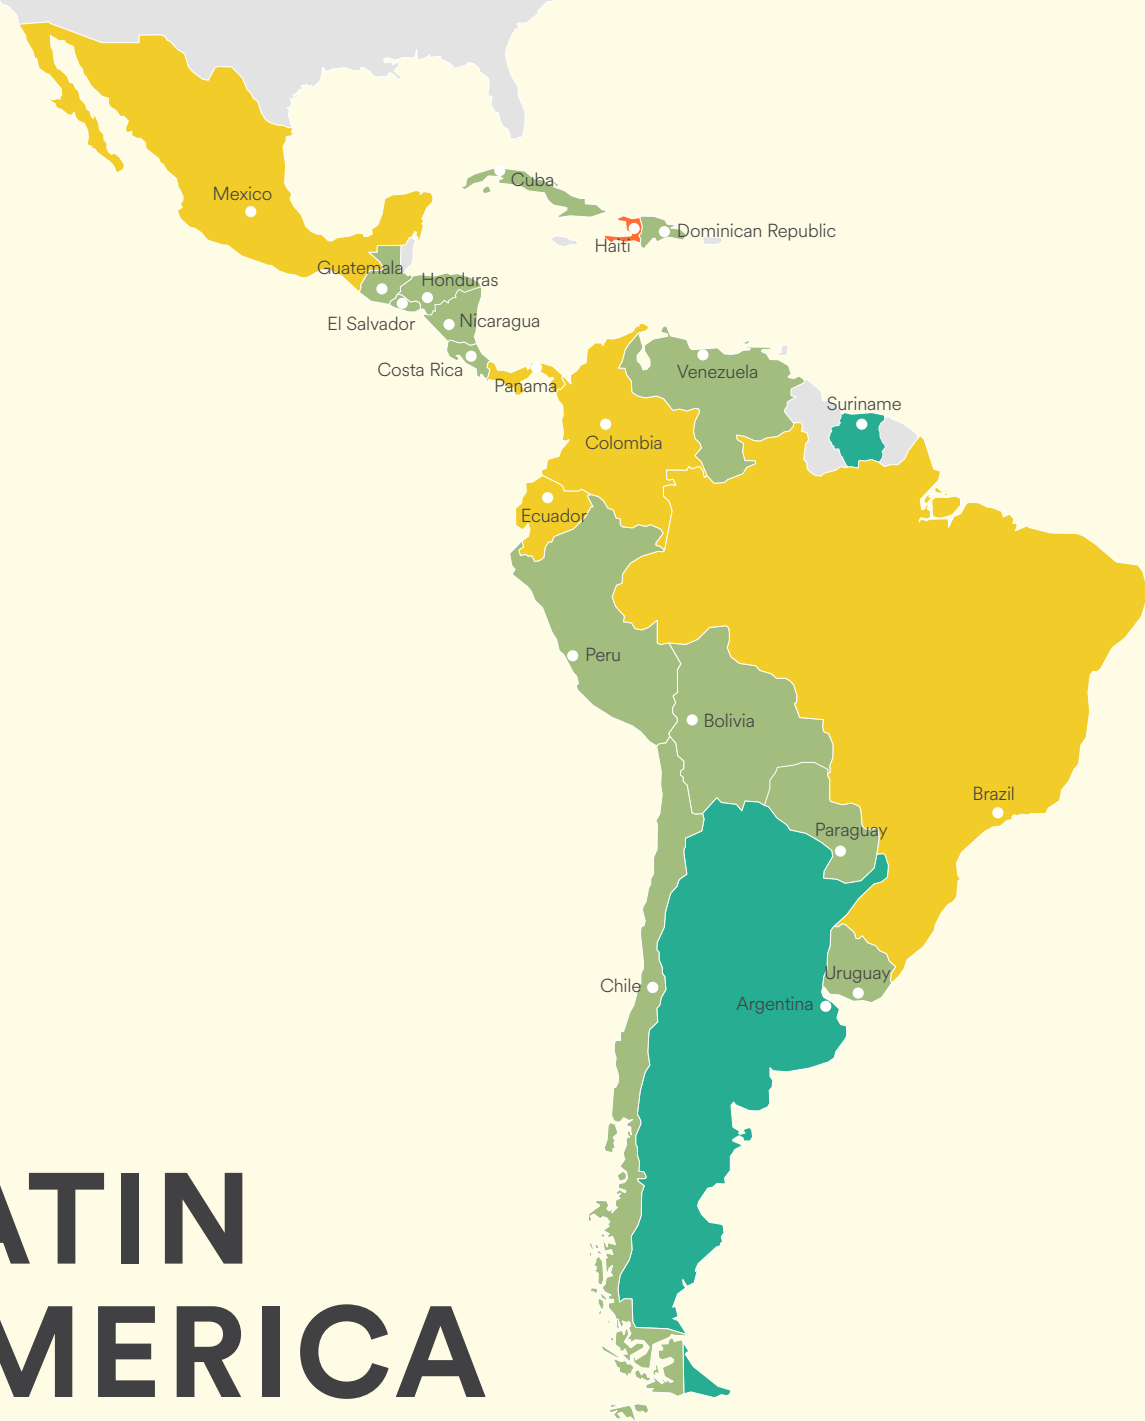 Mexico
Cuba
Dominican Republic
Haiti
Guatemala
Honduras
El Salvador
Nicaragua
Costa Rica
Panama
Venezuela
Suriname
Colombia
Ecuador
Peru
Bolivia
Brazil
Paraguay
Uruguay
Chile
Argentina
ATIN
MERICA